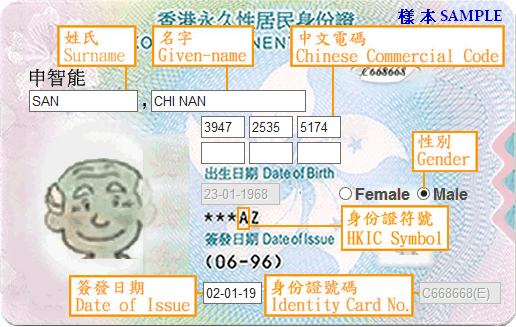 香港永久性居民身份證
樣本 SAMPLE
姓氏 Surname
名字 Given-name
中文電碼 Chinese Commercial Code
申智能
SAN , CHI NAN
3947 2535 5174
性別 Gender
出生日期 Date of Birth
23-01-1968
Female Male
***AZ
身份證符號 HKIC Symbol
簽發日期 Date of Issue
(06-96)
簽發日期 Date of Issue
02-01-19
身份證號碼 Identity Card No.
C668668(E)